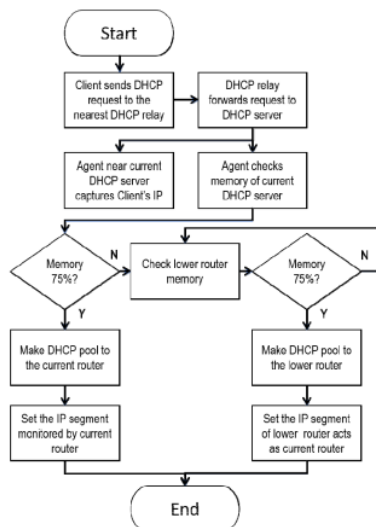 Start
Client sends DHCP
request to the
nearest DHCP relay
DHCP relay
forwards request to
DHCP server
Agent near current
DHCP server
captures Client's IP
Agent checks
memory of current
DHCP server
Memory
75%?
N
Check lower router
memory
Memory
75%?
N
Y
Y
Make DHCP pool to
the current router
Make DHCP pool to
the lower router
Set the IP segment
monitored by current
router
Set the IP segment
of lower router acts
as current router
End